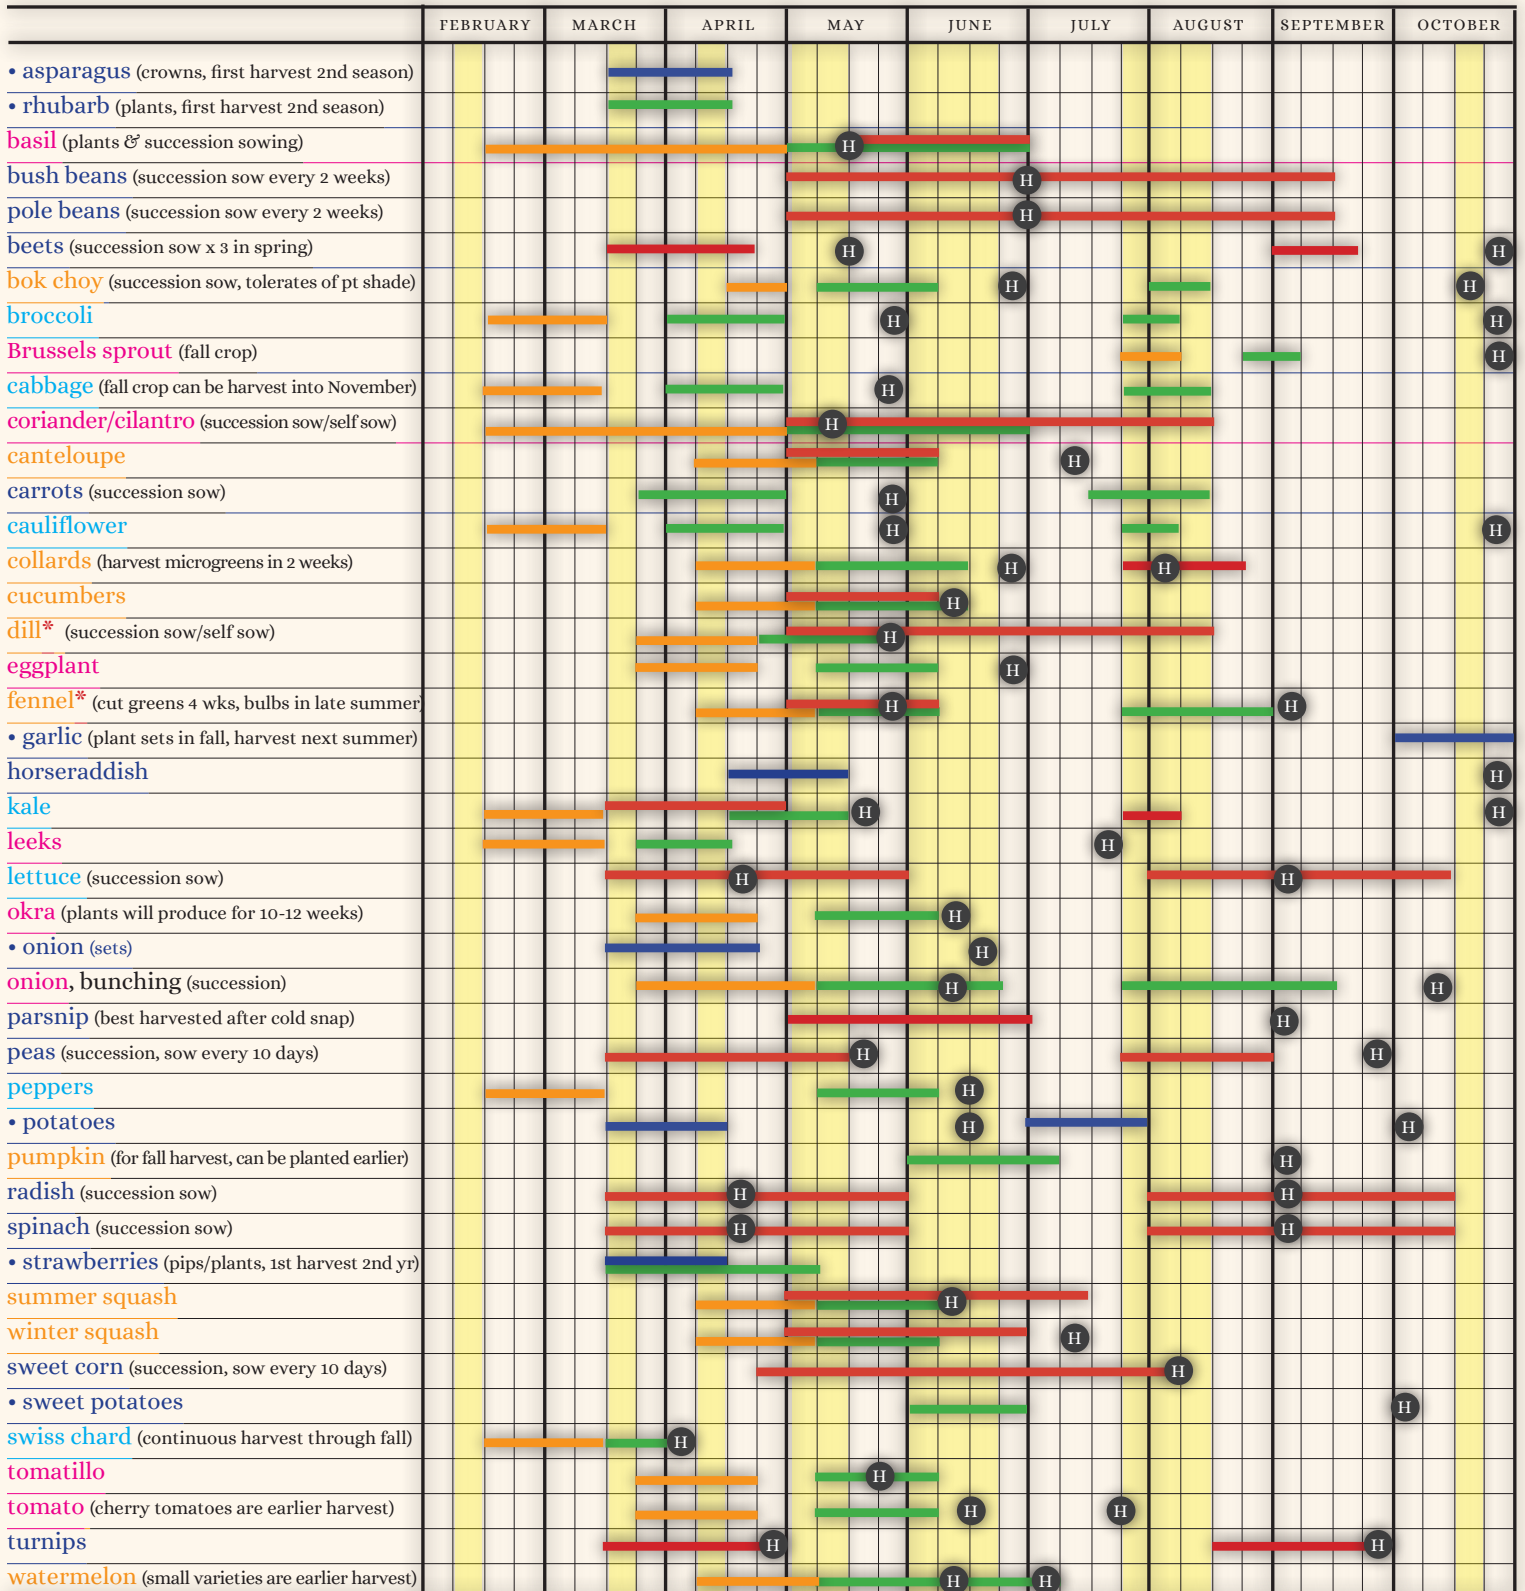 FEBRUARY MARCH APRIL MAY JUNE JULY AUGUST SEPTEMBER OCTOBER
• asparagus (crowns, first harvest 2nd season)
• rhubarb (plants, first harvest 2nd season)
basil (plants & succession sowing) H
bush beans (succession sow every 2 weeks) H
pole beans (succession sow every 2 weeks) H
beets (succession sow x 3 in spring) H H
bok choy (succession sow, tolerates of pt shade) H H
broccoli H H
Brussels sprout (fall crop) H
cabbage (fall crop can be harvest into November) H
coriander/cilantro (succession sow/self sow) H
canteloupe H
carrots (succession sow) H
cauliflower H H
collards (harvest microgreens in 2 weeks) H H
cucumbers H
dill* (succession sow/self sow) H
eggplant H
fennel* (cut greens 4 wks, bulbs in late summer) H H
• garlic (plant sets in fall, harvest next summer)
horseraddish H
kale H H
leeks H
lettuce (succession sow) H H
okra (plants will produce for 10-12 weeks) H
• onion (sets) H
onion, bunching (succession) H H
parsnip (best harvested after cold snap) H
peas (succession, sow every 10 days) H H
peppers H
• potatoes H H
pumpkin (for fall harvest, can be planted earlier) H
radish (succession sow) H H
spinach (succession sow) H H
• strawberries (pips/plants, 1st harvest 2nd yr)
summer squash H
winter squash H
sweet corn (succession, sow every 10 days) H
• sweet potatoes H
swiss chard (continuous harvest through fall) H
tomatillo H
tomato (cherry tomatoes are earlier harvest) H H
turnips H H
watermelon (small varieties are earlier harvest) H H